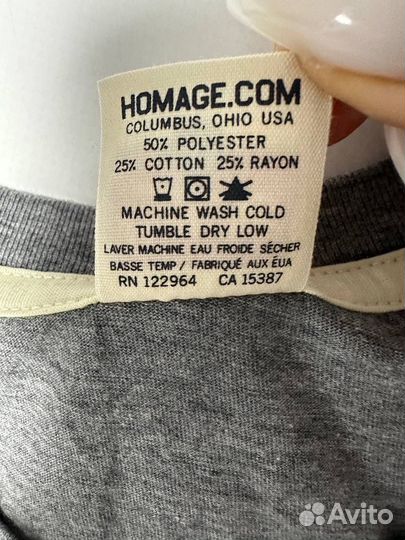 HOMAGE.COM
COLUMBUS, OHIO USA
50% POLYESTER
25% COTTON 25% RAYON
MACHINE WASH COLD
TUMBLE DRY LOW
LAVER MACHINE EAU FROIDE SÉCHER
BASSE TEMP / FABRIQUÉ AUX ÉUA
RN 122964 CA 15387
Avito